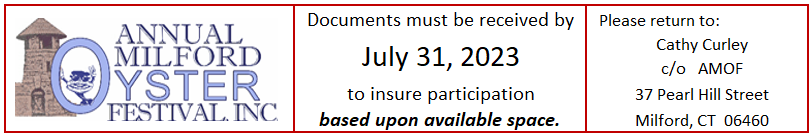 ANNUAL
MILFORD
OYSTER
FESTIVAL, INC
Documents must be received by
July 31, 2023
to insure participation
based upon available space.
Please return to:
Cathy Curley
c/o AMOF
37 Pearl Hill Street
Milford, CT 06460